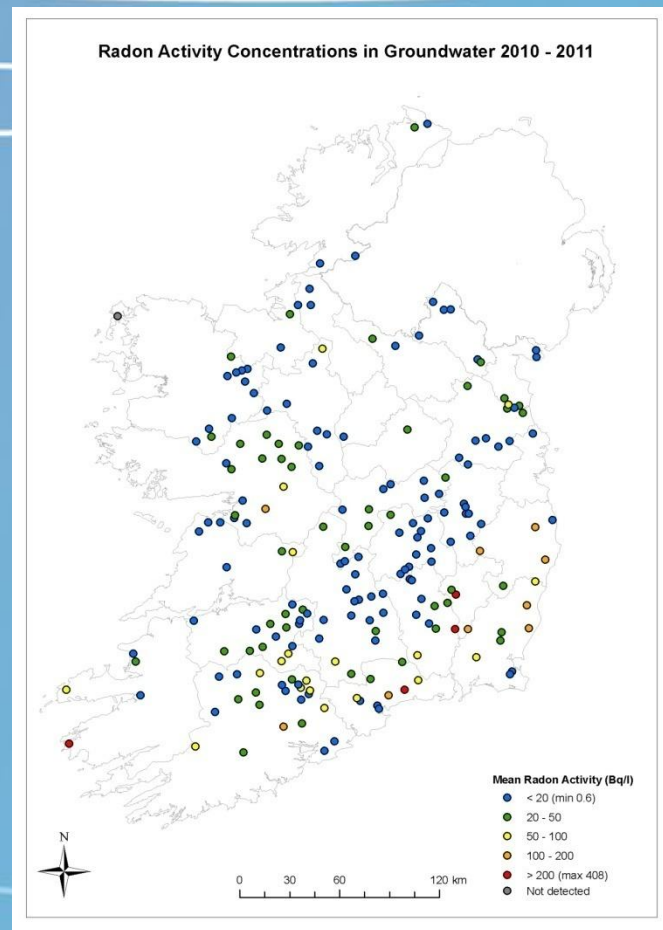 Radon Activity Concentrations in Groundwater 2010 - 2011
Mean Radon Activity (Bq/l)
< 20 (min 0.6)
20 - 50
50 - 100
100 - 200
> 200 (max 408)
Not detected
N
0 30 60 120 km